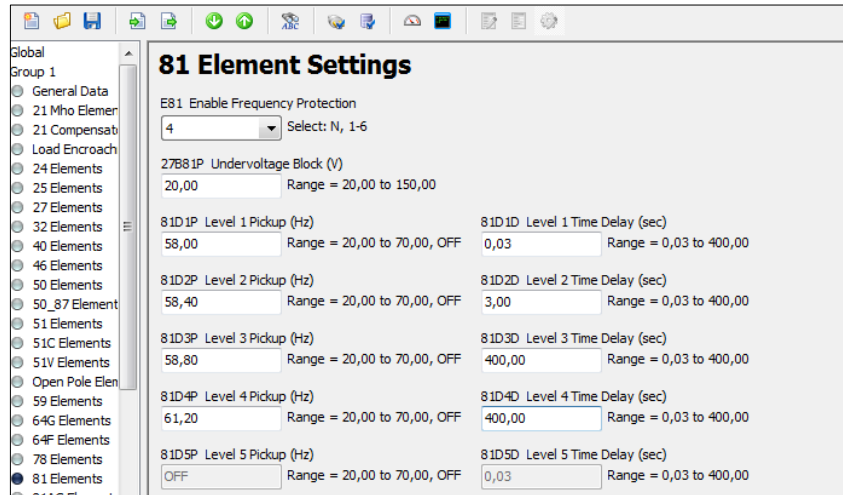 ABC
Global
Group 1
General Data
21 Mho Elemen
21 Compensat
Load Encroach
24 Elements
25 Elements
27 Elements
32 Elements
40 Elements
46 Elements
50 Elements
50_87 Element
51 Elements
51C Elements
51V Elements
Open Pole Elen
59 Elements
64G Elements
64F Elements
78 Elements
81 Elements
81 Element Settings
E81 Enable Frequency Protection
4 Select: N, 1-6
27B81P Undervoltage Block (V)
20,00 Range = 20,00 to 150,00
81D1P Level 1 Pickup (Hz) 81D1D Level 1 Time Delay (sec)
58,00 Range = 20,00 to 70,00, OFF 0,03 Range = 0,03 to 400,00
81D2P Level 2 Pickup (Hz) 81D2D Level 2 Time Delay (sec)
58,40 Range = 20,00 to 70,00, OFF 3,00 Range = 0,03 to 400,00
81D3P Level 3 Pickup (Hz) 81D3D Level 3 Time Delay (sec)
58,80 Range = 20,00 to 70,00, OFF 400,00 Range = 0,03 to 400,00
81D4P Level 4 Pickup (Hz) 81D4D Level 4 Time Delay (sec)
61,20 Range = 20,00 to 70,00, OFF 400,00 Range = 0,03 to 400,00
81D5P Level 5 Pickup (Hz) 81D5D Level 5 Time Delay (sec)
OFF Range = 20,00 to 70,00, OFF 0,03 Range = 0,03 to 400,00